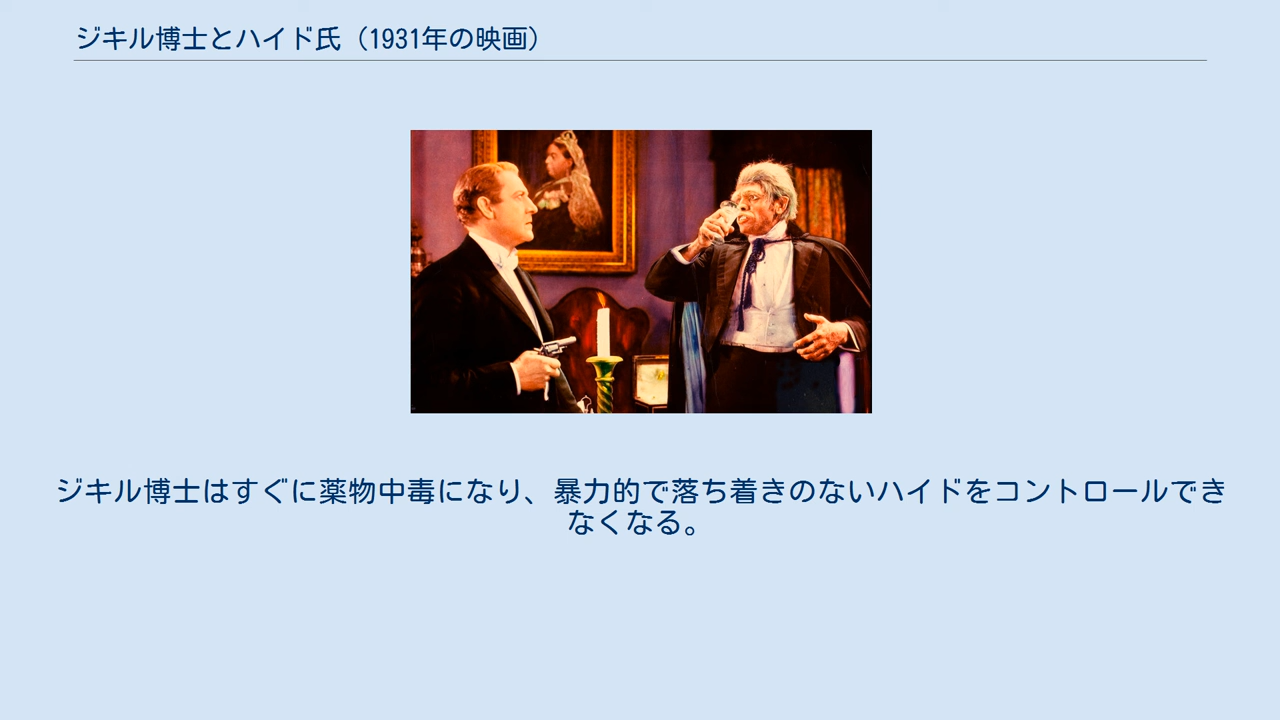 ジキル博士とハイド氏（1931年の映画）
ジキル博士はすぐに薬物中毒になり、暴力的で落ち着きのないハイドをコントロールでき
なくなる。